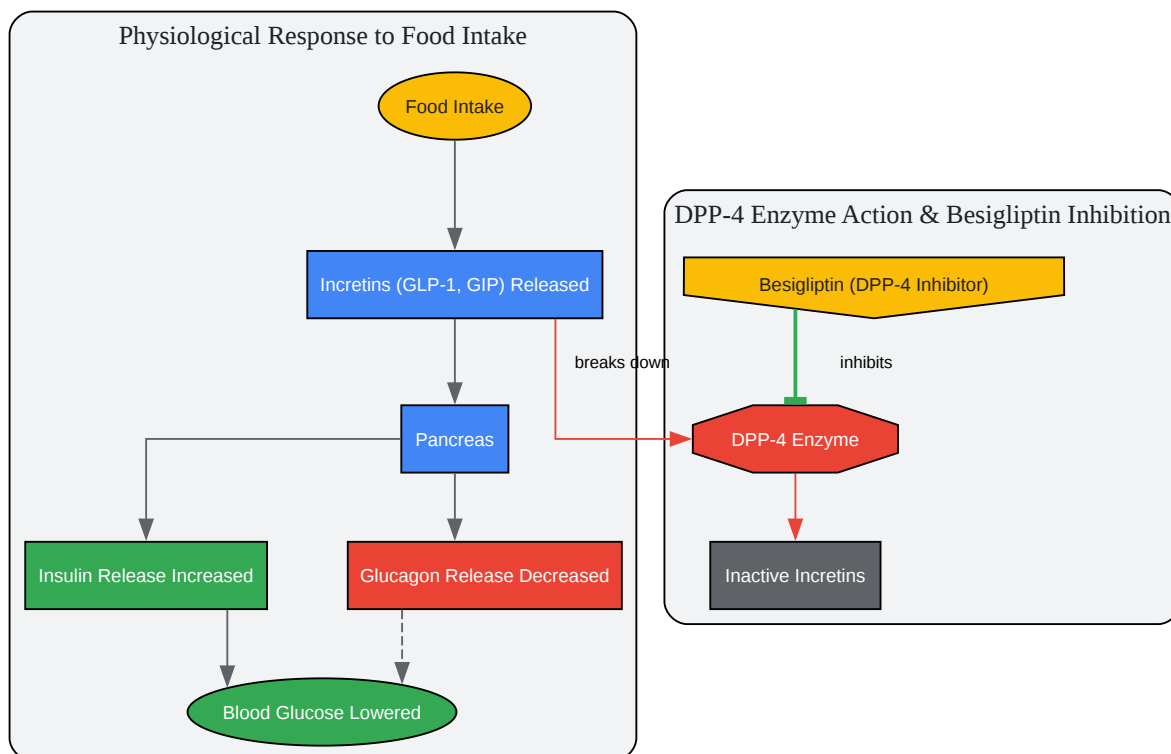 Physiological Response to Food Intake
Food Intake
Incretins (GLP-1, GIP) Released
breaks down
Pancreas
Insulin Release Increased
Glucagon Release Decreased
Blood Glucose Lowered
DPP-4 Enzyme Action & Besigliptin Inhibition
Besigliptin (DPP-4 Inhibitor)
inhibits
DPP-4 Enzyme
Inactive Incretins